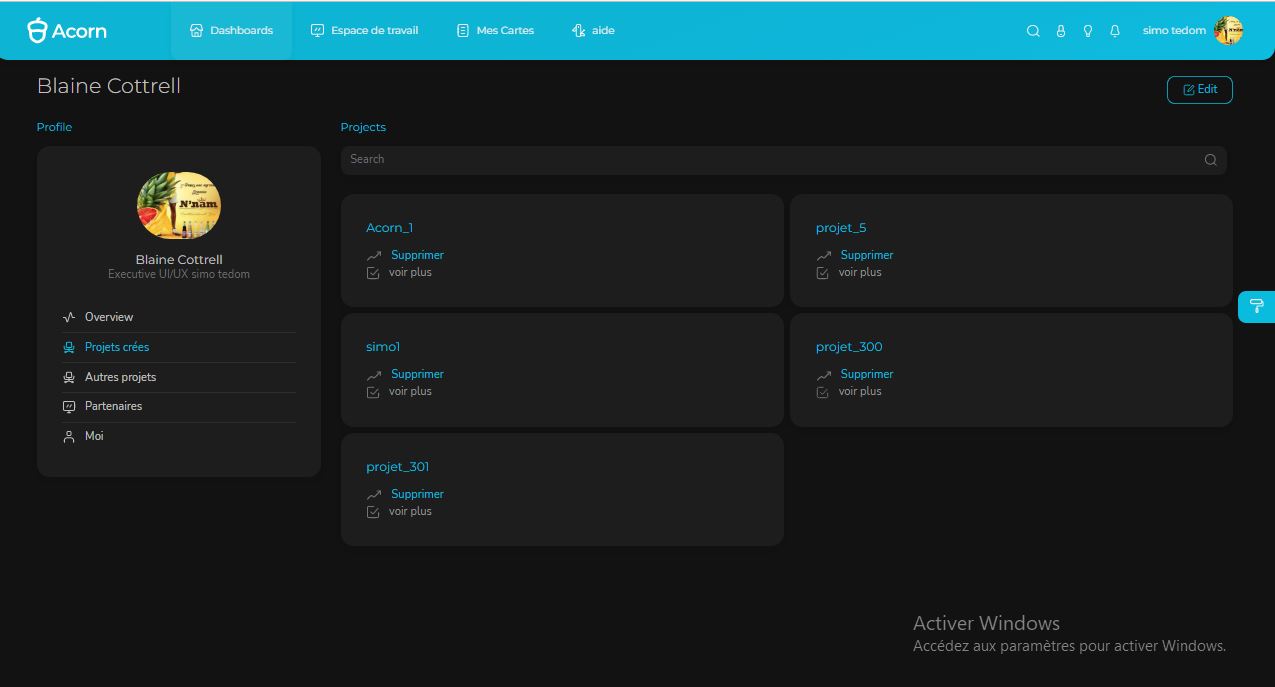 Acorn
Dashboards
Espace de travail
Mes Cartes
aide
simo tedom
Blaine Cottrell
Edit
Profile
Projects
Search
N'nam
Blaine Cottrell
Executive UI/UX simo tedom
Overview
Projets crées
Autres projets
Partenaires
Moi
Acorn_1
Supprimer
voir plus
projet_5
Supprimer
voir plus
simo1
Supprimer
voir plus
projet_300
Supprimer
voir plus
projet_301
Supprimer
voir plus
Activer Windows
Accédez aux paramètres pour activer Windows.